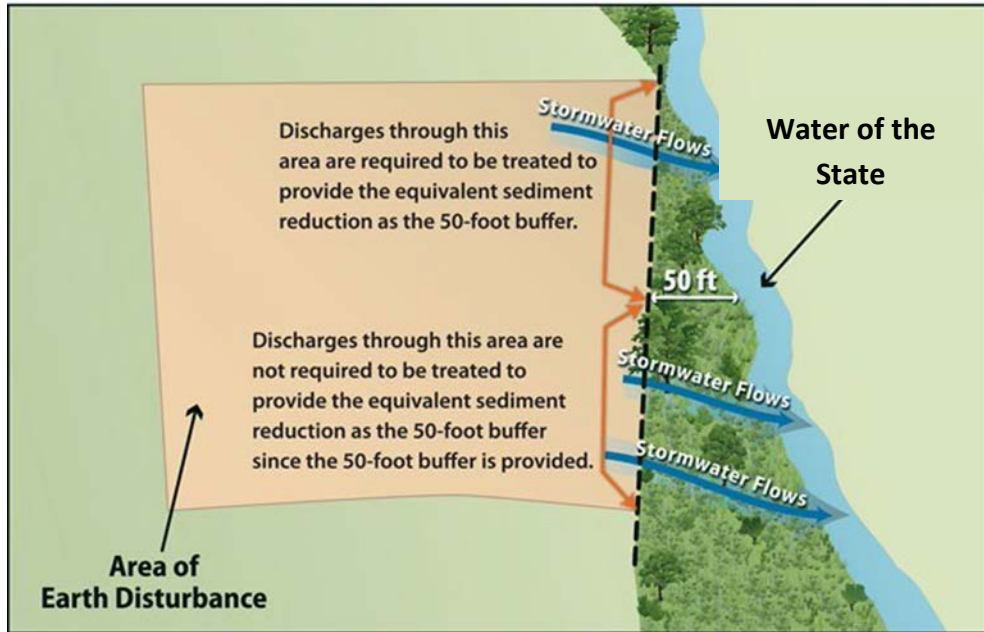 Stormwater Flows
Water of the
State
Discharges through this
area are required to be treated to
provide the equivalent sediment
reduction as the 50-foot buffer.
50 ft
Discharges through this area are
not required to be treated to
provide the equivalent sediment
reduction as the 50-foot buffer
since the 50-foot buffer is provided.
Stormwater Flows
Stormwater Flows
Area of
Earth Disturbance